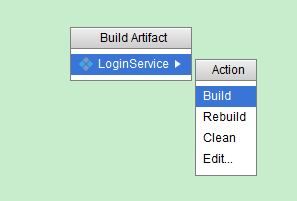 Build Artifact
LoginService
Action
Build
Rebuild
Clean
Edit...